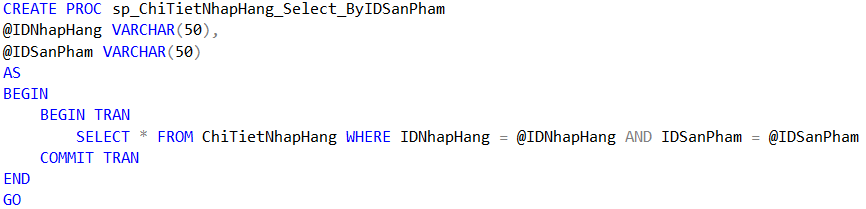 CREATE PROC sp_ChiTietNhapHang_Select_ByIDSanPham
@IDNhapHang VARCHAR(50),
@IDSanPham VARCHAR(50)
AS
BEGIN
    BEGIN TRAN
        SELECT * FROM ChiTietNhapHang WHERE IDNhapHang = @IDNhapHang AND IDSanPham = @IDSanPham
    COMMIT TRAN
END
GO